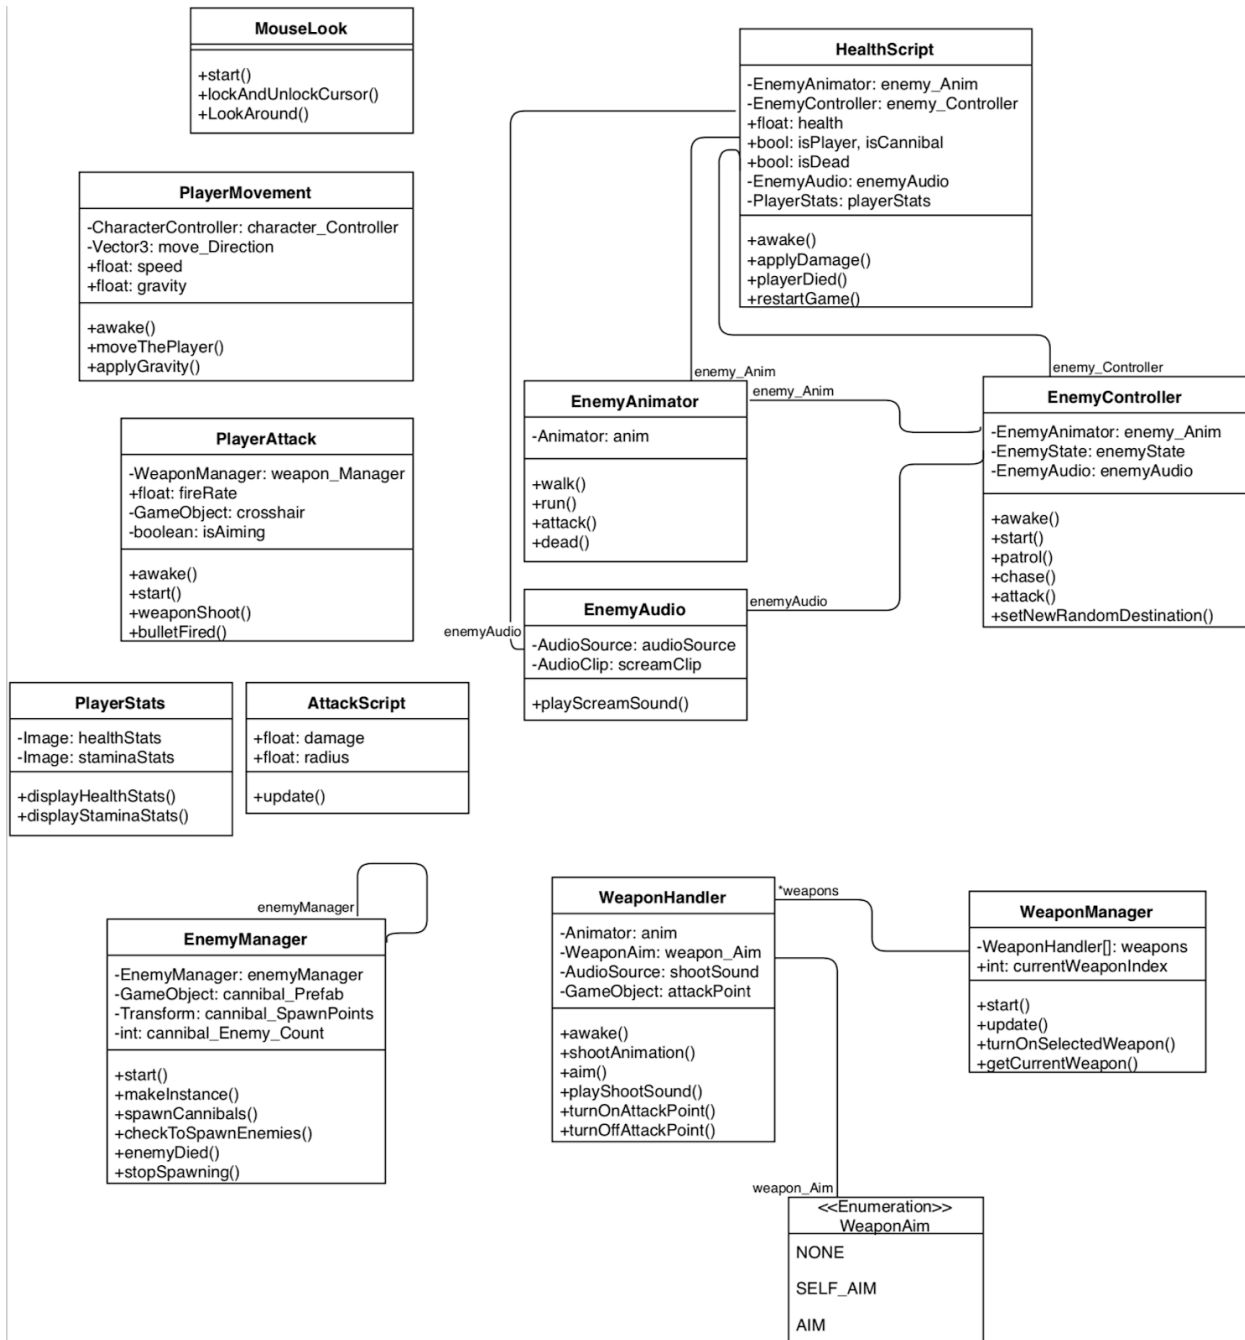 MouseLook
+start()
+lockAndUnlockCursor()
+LookAround()
HealthScript
-EnemyAnimator: enemy_Anim
-EnemyController: enemy_Controller
+float: health
+bool: isPlayer, isCannibal
+bool: isDead
-EnemyAudio: enemyAudio
-PlayerStats: playerStats
+awake()
+applyDamage()
+playerDied()
+restartGame()
PlayerMovement
-CharacterController: character_Controller
-Vector3: move_Direction
+float: speed
+float: gravity
+awake()
+moveThePlayer()
+applyGravity()
enemy_Anim
enemy_Anim
enemy_Controller
EnemyAnimator
-Animator: anim
+walk()
+run()
+attack()
+dead()
EnemyController
-EnemyAnimator: enemy_Anim
-EnemyState: enemyState
-EnemyAudio: enemyAudio
+awake()
+start()
+patrol()
+chase()
+attack()
+setNewRandomDestination()
PlayerAttack
-WeaponManager: weapon_Manager
+float: fireRate
-GameObject: crosshair
-boolean: isAiming
+awake()
+start()
+weaponShoot()
+bulletFired()
enemyAudio
enemyAudio
EnemyAudio
-AudioSource: audioSource
-AudioClip: screamClip
+playScreamSound()
PlayerStats
-Image: healthStats
-Image: staminaStats
+displayHealthStats()
+displayStaminaStats()
AttackScript
+float: damage
+float: radius
+update()
enemyManager
EnemyManager
-EnemyManager: enemyManager
-GameObject: cannibal_Prefab
-Transform: cannibal_SpawnPoints
-int: cannibal_Enemy_Count
+start()
+makeInstance()
+spawnCannibals()
+checkToSpawnEnemies()
+enemyDied()
+stopSpawning()
WeaponHandler
-Animator: anim
-WeaponAim: weapon_Aim
-AudioSource: shootSound
-GameObject: attackPoint
+awake()
+shootAnimation()
+aim()
+playShootSound()
+turnOnAttackPoint()
+turnOffAttackPoint()
*weapons
WeaponManager
-WeaponHandler[]: weapons
+int: currentWeaponIndex
+start()
+update()
+turnOnSelectedWeapon()
+getCurrentWeapon()
weapon_Aim
<<Enumeration>>
WeaponAim
NONE
SELF_AIM
AIM